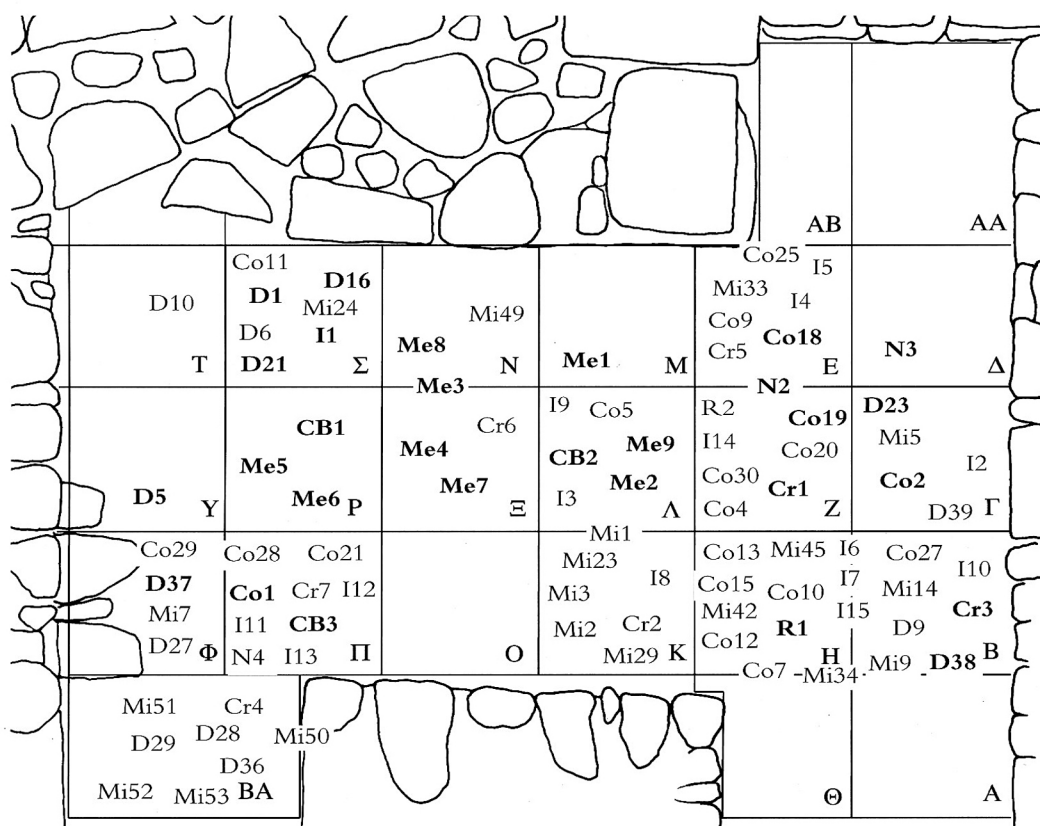 AB AA
Co11 D16 D1 Mi24 D6 I1 D21 Σ
D10 T
Mi49 Me8 N
Me3
Me1 M
Co25 I5 Mi33 I4 Co9 Co18 Cr5 E
N2
N3 Δ
D5 Y
CB1 Me5 Me6 P
Cr6 Me4 Me7 Ξ
I9 Co5 Me9 CB2 Me2 I3 Λ
Mi1
R2 Co19 I14 Co20 Co30 Cr1 Co4 Z
D23 Mi5 I2 Co2 D39 Γ
Co29 D37 Mi7 D27 Φ
Co28 Co21 Co1 Cr7 I12 I11 CB3 N4 I13 Π
O
Mi23 I8 Mi3 Mi2 Cr2 Mi29 K
Co13 Mi45 I6 Co15 Co10 I7 Mi42 R1 I15 Co12 Co7 H
Mi34
Co27 I10 Mi14 Cr3 D9 Mi9 D38 B
Mi51 Cr4 D29 D28 Mi50 D36 Mi52 Mi53 BA
Θ A